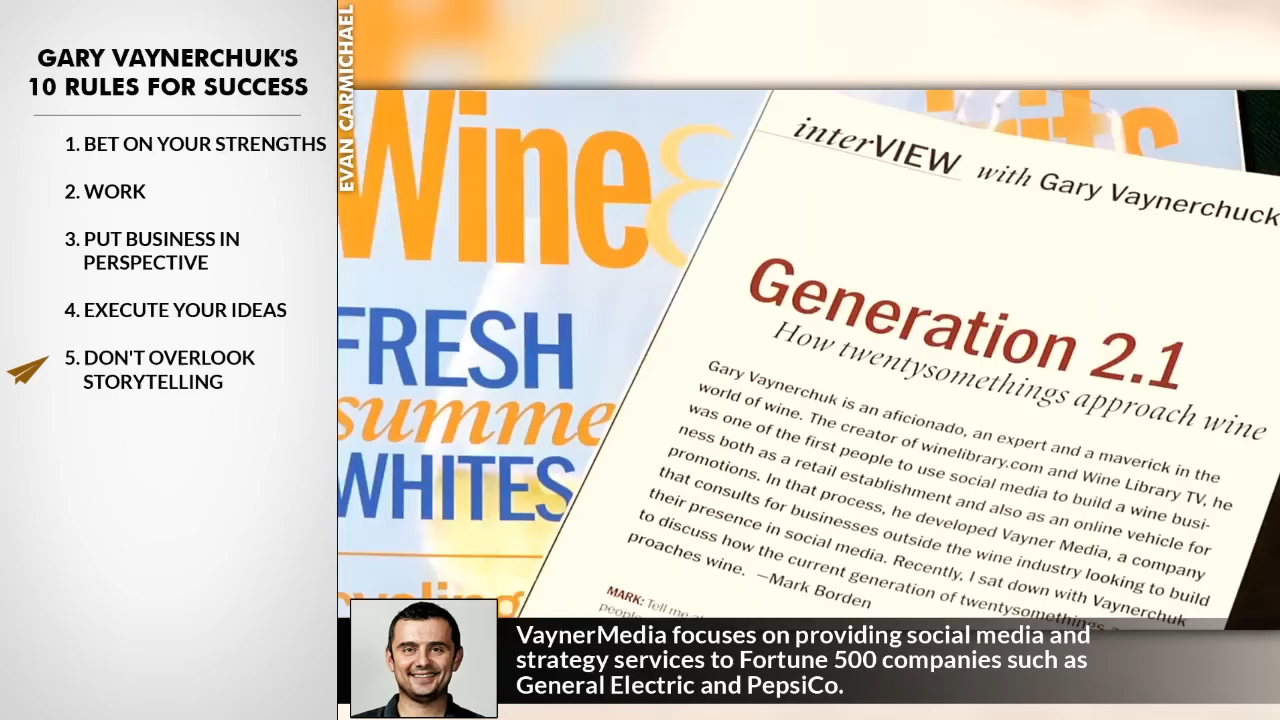 GARY VAYNERCHUK'S
10 RULES FOR SUCCESS
1. BET ON YOUR STRENGTHS
2. WORK
3. PUT BUSINESS IN
PERSPECTIVE
4. EXECUTE YOUR IDEAS
5. DON'T OVERLOOK
STORYTELLING
EVAN CARMICHAEL
Wine &
FRESH
summe
WHITES
cycling
interVIEW with Gary Vaynerchuck
Generation 2.1
How twentysomethings approach wine
Gary Vaynerchuk is an aficionado, an expert and a maverick in the
world of wine. The creator of winelibrary.com and Wine Library TV, he
was one of the first people to use social media to build a wine busi-
ness both as a retail establishment and also as an online vehicle for
promotions. In that process, he developed Vayner Media, a company
that consults for businesses outside the wine industry looking to build
their presence in social media. Recently, I sat down with Vaynerchuk
to discuss how the current generation of twentysomethings a
proaches wine. —Mark Borden
MARK: Tell me
people
VaynerMedia focuses on providing social media and
strategy services to Fortune 500 companies such as
General Electric and PepsiCo.